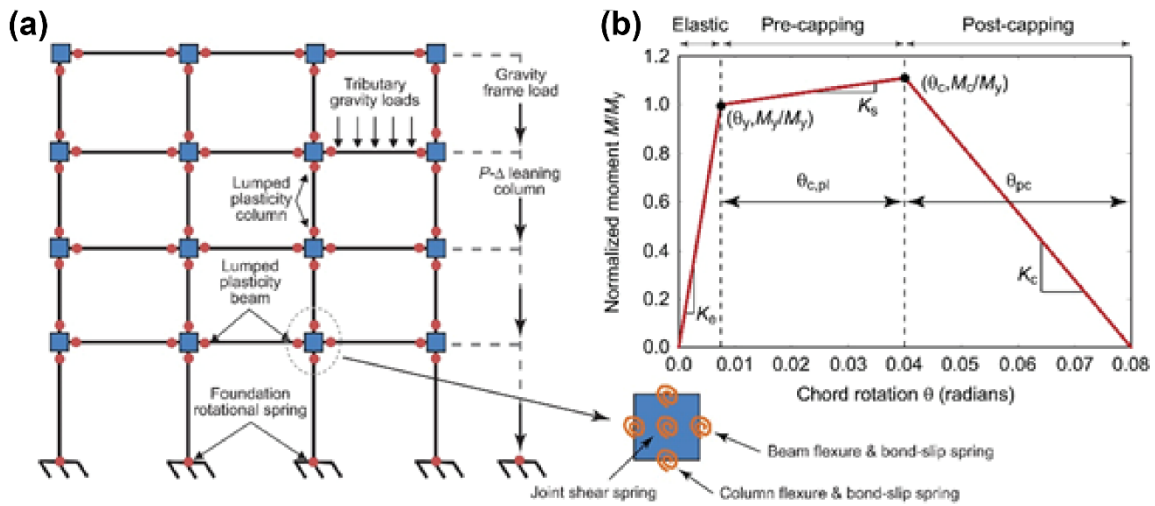 (a)
Tributary
gravity loads
Gravity
frame load
Lumped
plasticity
column
P-Δ leaning
column
Lumped
plasticity
beam
Foundation
rotational spring
Joint shear spring
Beam flexure & bond-slip spring
Column flexure & bond-slip spring
(b)
Elastic Pre-capping Post-capping
Normalized moment M/My
1.2
1.0
0.8
0.6
0.4
0.2
0.0
(θy,My/My)
(θc,Mc/My)
Ks
θc,pl
θpc
Ke
Kc
0.0 0.01 0.02 0.03 0.04 0.05 0.06 0.07 0.08
Chord rotation θ (radians)